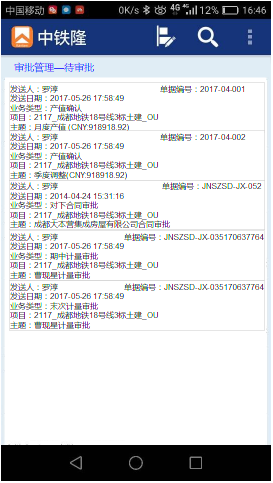 中国移动 0K/s 4G 4G 12% 16:46
中铁隆
审批管理—待审批
发送人：罗淳 单据编号：2017-04-001
发送日期：2017-05-26 17:58:49
业务类型：产值确认
项目：2117_成都地铁18号线3标土建_OU
主题：月度产值 (CNY:918918.92)
发送人：罗淳 单据编号：2017-04-002
发送日期：2017-05-26 17:58:49
业务类型：产值确认
项目：2117_成都地铁18号线3标土建_OU
主题：季度调整(CNY:918918.92)
发送人：罗淳 单据编号：JNSZSD-JX-052
发送日期：2014-04-24 15:31:16
业务类型：对下合同审批
项目：2117_成都地铁18号线3标土建_OU
主题：成都大本营集成房屋有限公司合同审批
发送人：罗淳 单据编号：JNSZSD-JX-035170637764
发送日期：2017-05-26 17:58:49
业务类型：期中计量审批
项目：2117_成都地铁18号线3标土建_OU
主题：曹现星计量审批
发送人：罗淳 单据编号：JNSZSD-JX-035170637764
发送日期：2017-05-26 17:58:49
业务类型：末次计量审批
项目：2117_成都地铁18号线3标土建_OU
主题：曹现星计量审批